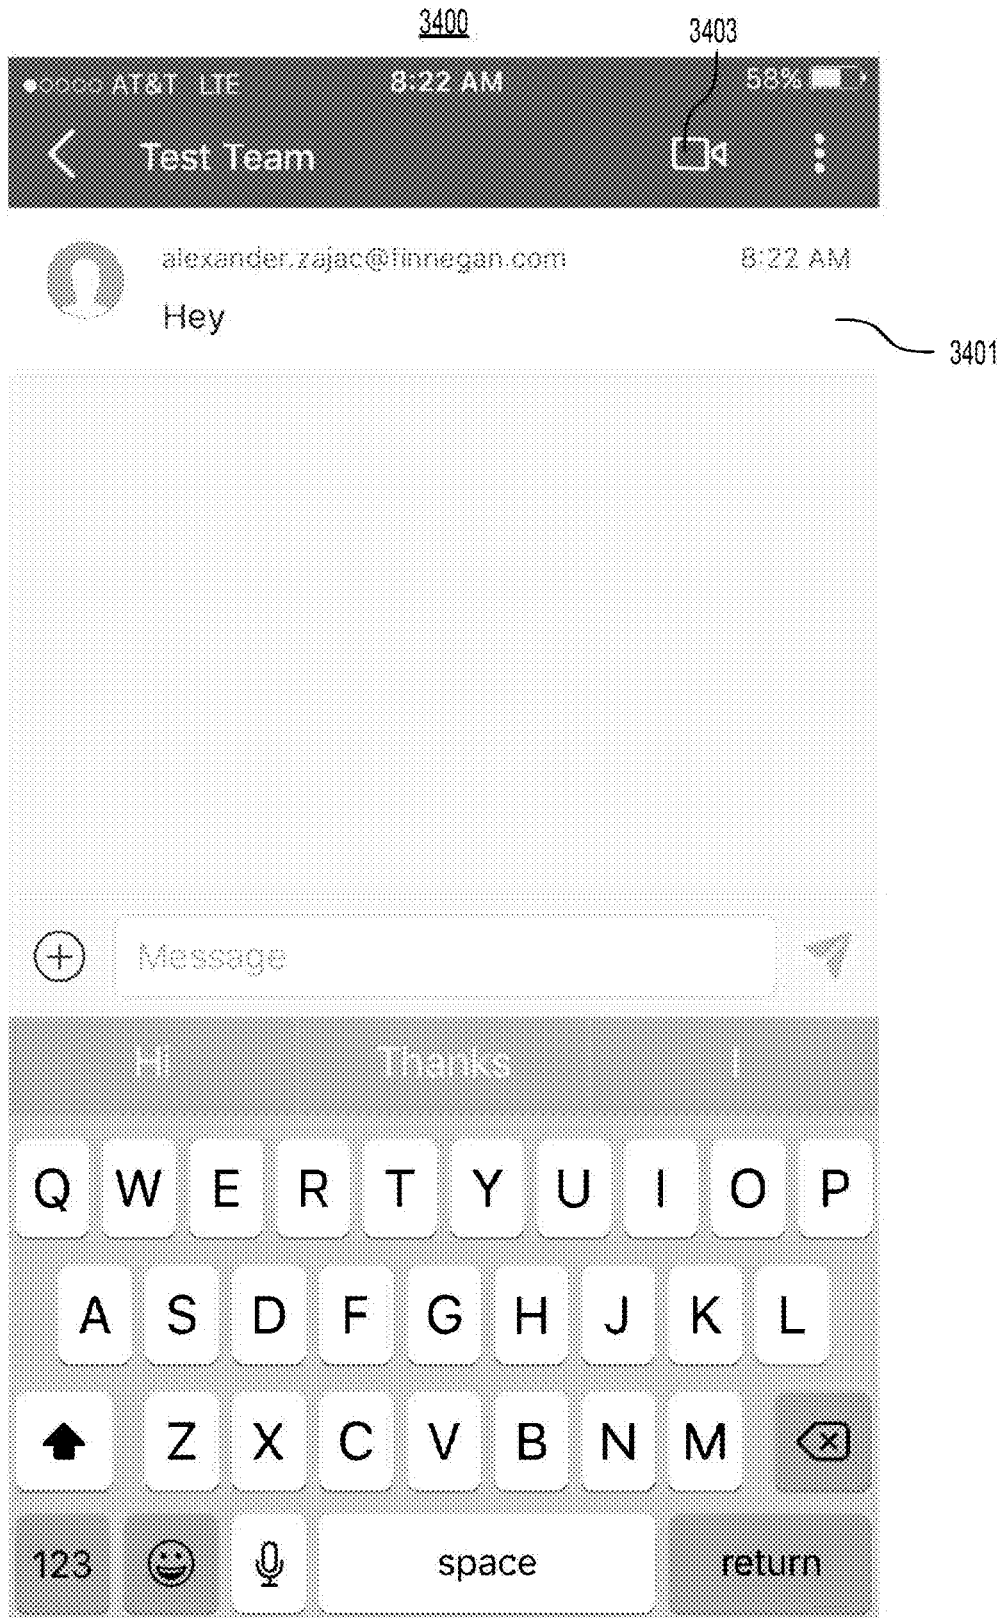 3400
3403
AT&T LTE 8:22 AM 58%
Test Team
alexander.zajac@finnegan.com 8:22 AM
Hey
3401
Message
Hi Thanks I
Q W E R T Y U I O P
A S D F G H J K L
Z X C V B N M
123 space return